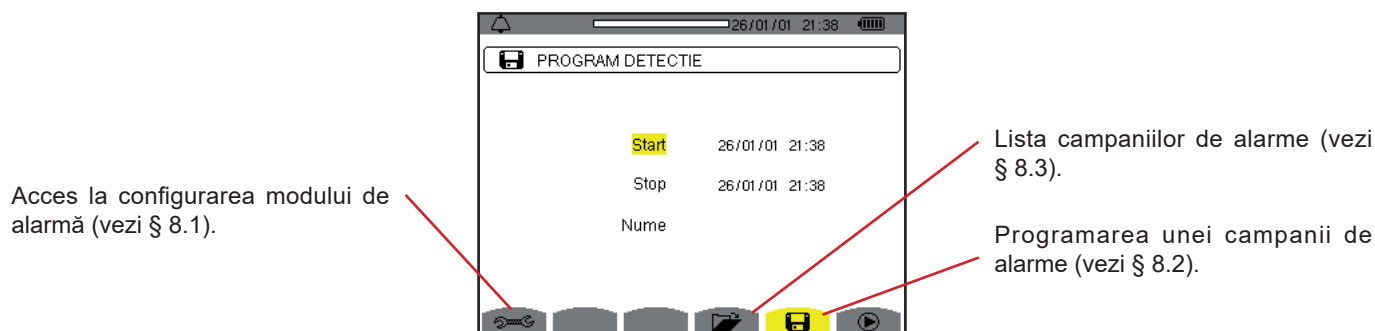 26/01/01 21:38
PROGRAM DETECTIE
Start 26/01/01 21:38
Stop 26/01/01 21:38
Nume
Acces la configurarea modului de
alarmă (vezi § 8.1).
Lista campaniilor de alarme (vezi
§ 8.3).
Programarea unei campanii de
alarme (vezi § 8.2).